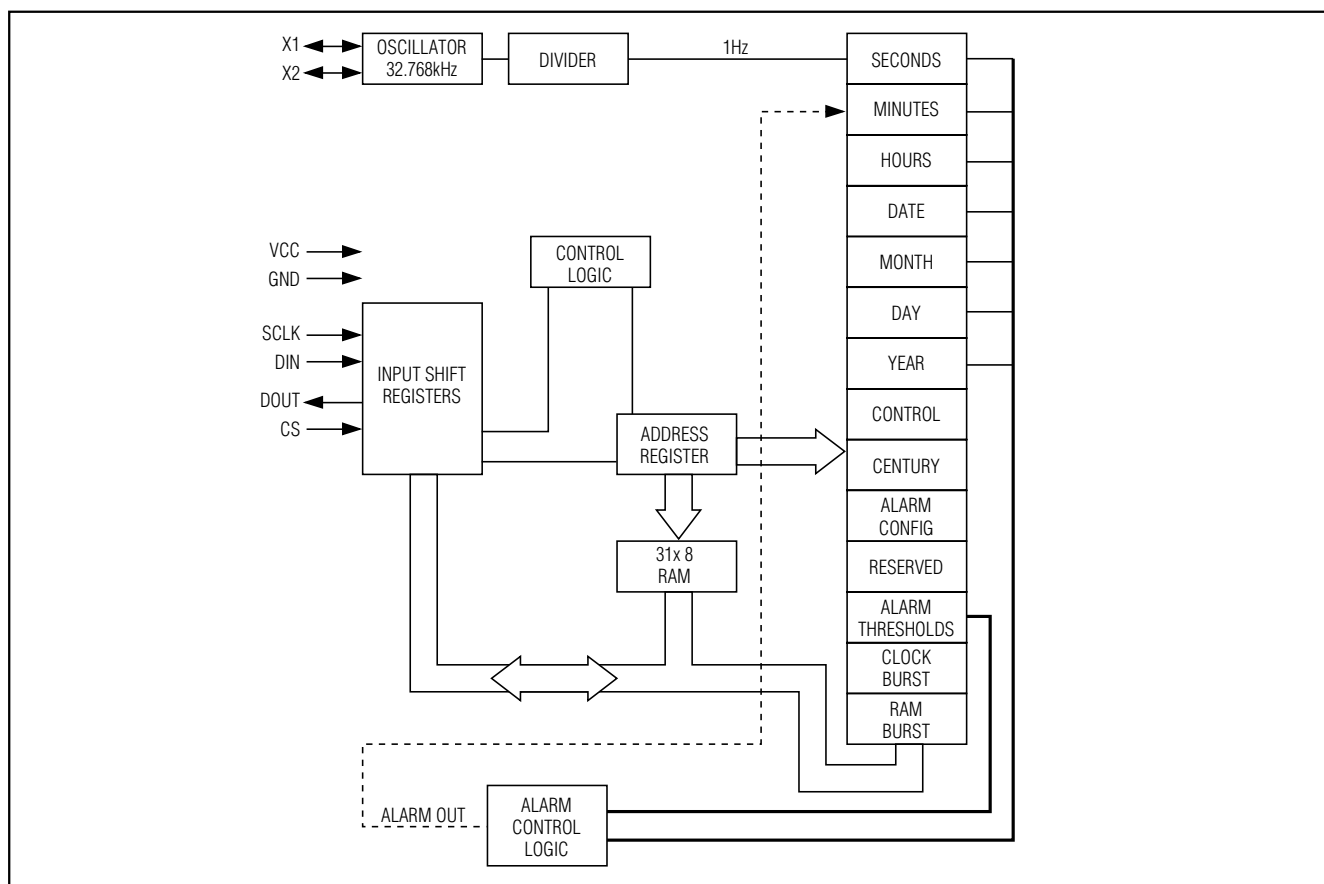 X1
X2
OSCILLATOR
32.768kHz
DIVIDER
1Hz
SECONDS
MINUTES
HOURS
DATE
MONTH
DAY
YEAR
CONTROL
CENTURY
ALARM
CONFIG
RESERVED
ALARM
THRESHOLDS
CLOCK
BURST
RAM
BURST
VCC
GND
SCLK
DIN
DOUT
CS
INPUT SHIFT
REGISTERS
CONTROL
LOGIC
ADDRESS
REGISTER
31x 8
RAM
ALARM OUT
ALARM
CONTROL
LOGIC